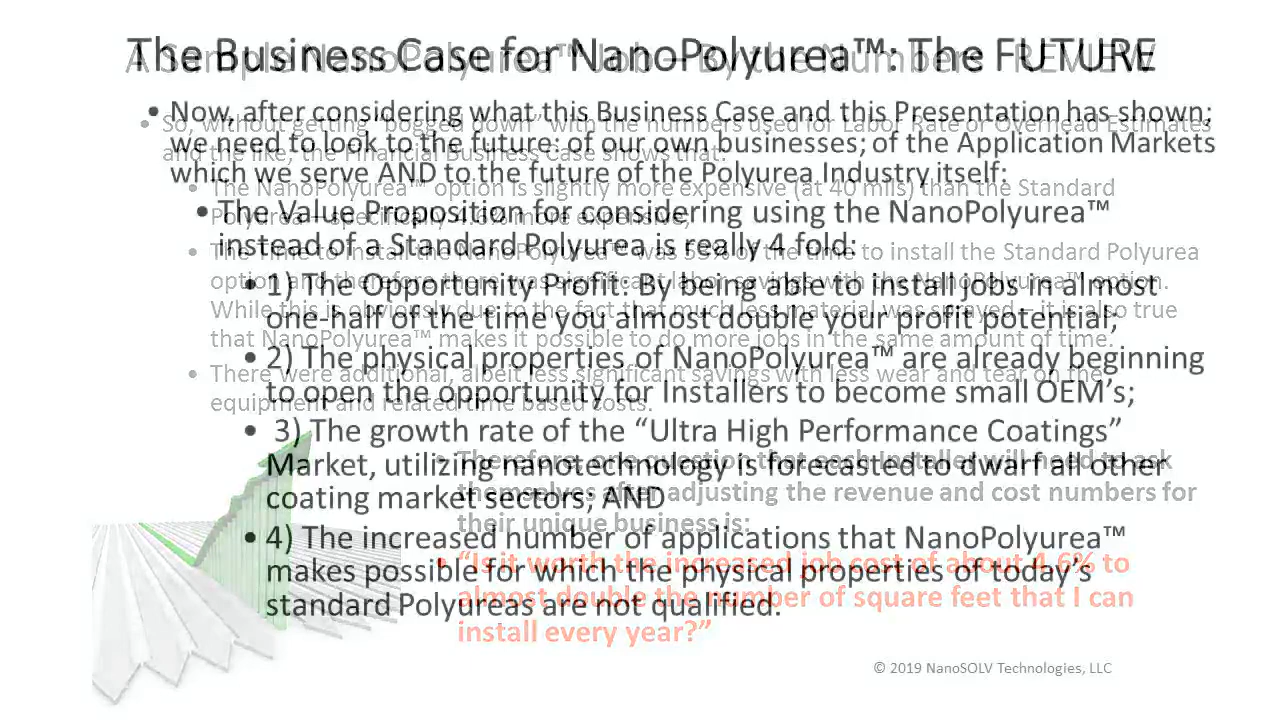 The Business Case for NanoPolyurea™: The FUTURE
• Now, after considering what this Business Case and this Presentation has shown;
we need to look to the future: of our own businesses; of the Application Markets
which we serve AND to the future of the Polyurea Industry itself:
• The Value Proposition for considering using the NanoPolyurea™
instead of a Standard Polyurea is really 4 fold:
• 1) The Opportunity Profit: By being able to install jobs in almost
one-half of the time you almost double your profit potential;
• 2) The physical properties of NanoPolyurea™ are already beginning
to open the opportunity for Installers to become small OEM’s;
• 3) The growth rate of the “Ultra High Performance Coatings”
Market, utilizing nanotechnology is forecasted to dwarf all other
coating market sectors; AND
• 4) The increased number of applications that NanoPolyurea™
makes possible for which the physical properties of today’s
standard Polyureas are not qualified.
A Sample NanoPolyurea™ Job – By the Numbers REVIEW
• So, without getting “bogged down” with the numbers used for Labor Rate or Overhead Estimates
and the like, the Financial Business Case shows that:
• The NanoPolyurea™ option is slightly more expensive (at 40 mils) than the Standard
Polyurea – specifically 4.6% more expensive;
• The time to install the NanoPolyurea™ was 55% of the time to install the Standard Polyurea
option and therefore there was significant labor savings with the NanoPolyurea™ option.
While this is obviously due to the fact that much less material was sprayed – it is also true
that NanoPolyurea™ makes it possible to do more jobs in the same amount of time.
• There were additional, albeit less significant savings with less wear and tear on the
equipment and related time based costs.
• Therefore, one question that each Installer will need to ask
themselves after adjusting the revenue and cost numbers for
their unique business is:
• “Is it worth the increased job cost of about 4.6% to
almost double the number of square feet that I can
install every year?”
© 2019 NanoSOLV Technologies, LLC